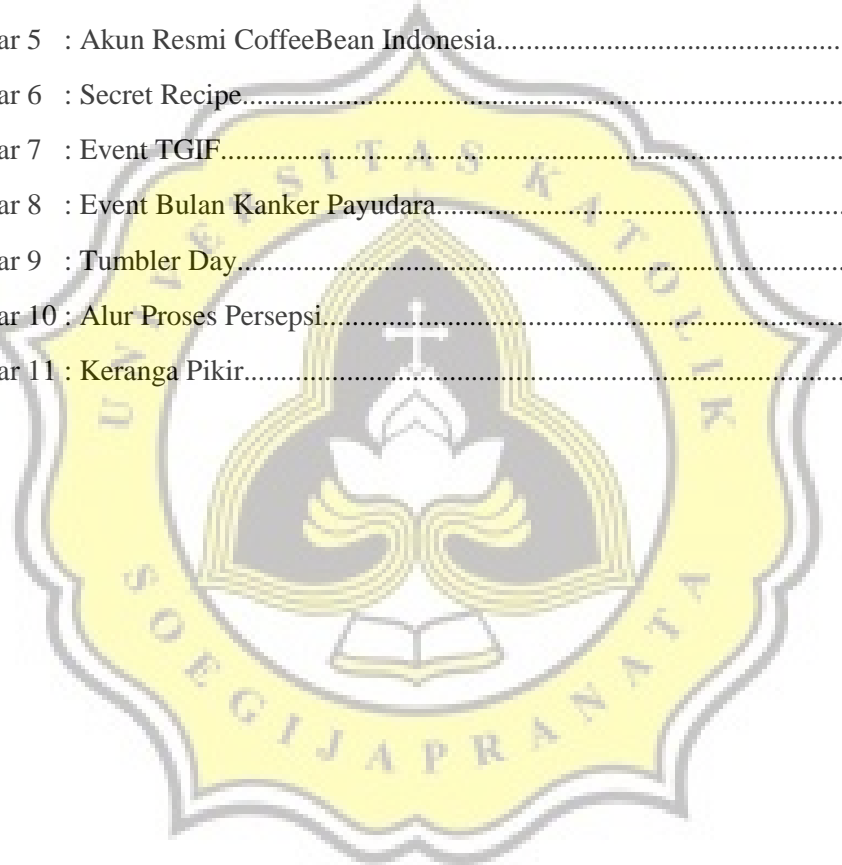 ar 5 : Akun Resmi CoffeeBean Indonesia.......................................................
ar 6 : Secret Recipe.......................................................................................
ar 7 : Event TGIF..........................................................................................
ar 8 : Event Bulan Kanker Payudara...........................................................
ar 9 : Tumbler Day........................................................................................
ar 10 : Alur Proses Persepsi..........................................................................
ar 11 : Keranga Pikir......................................................................................
UNIVERSITAS KATOLIK
SOEGIJAPRANATA